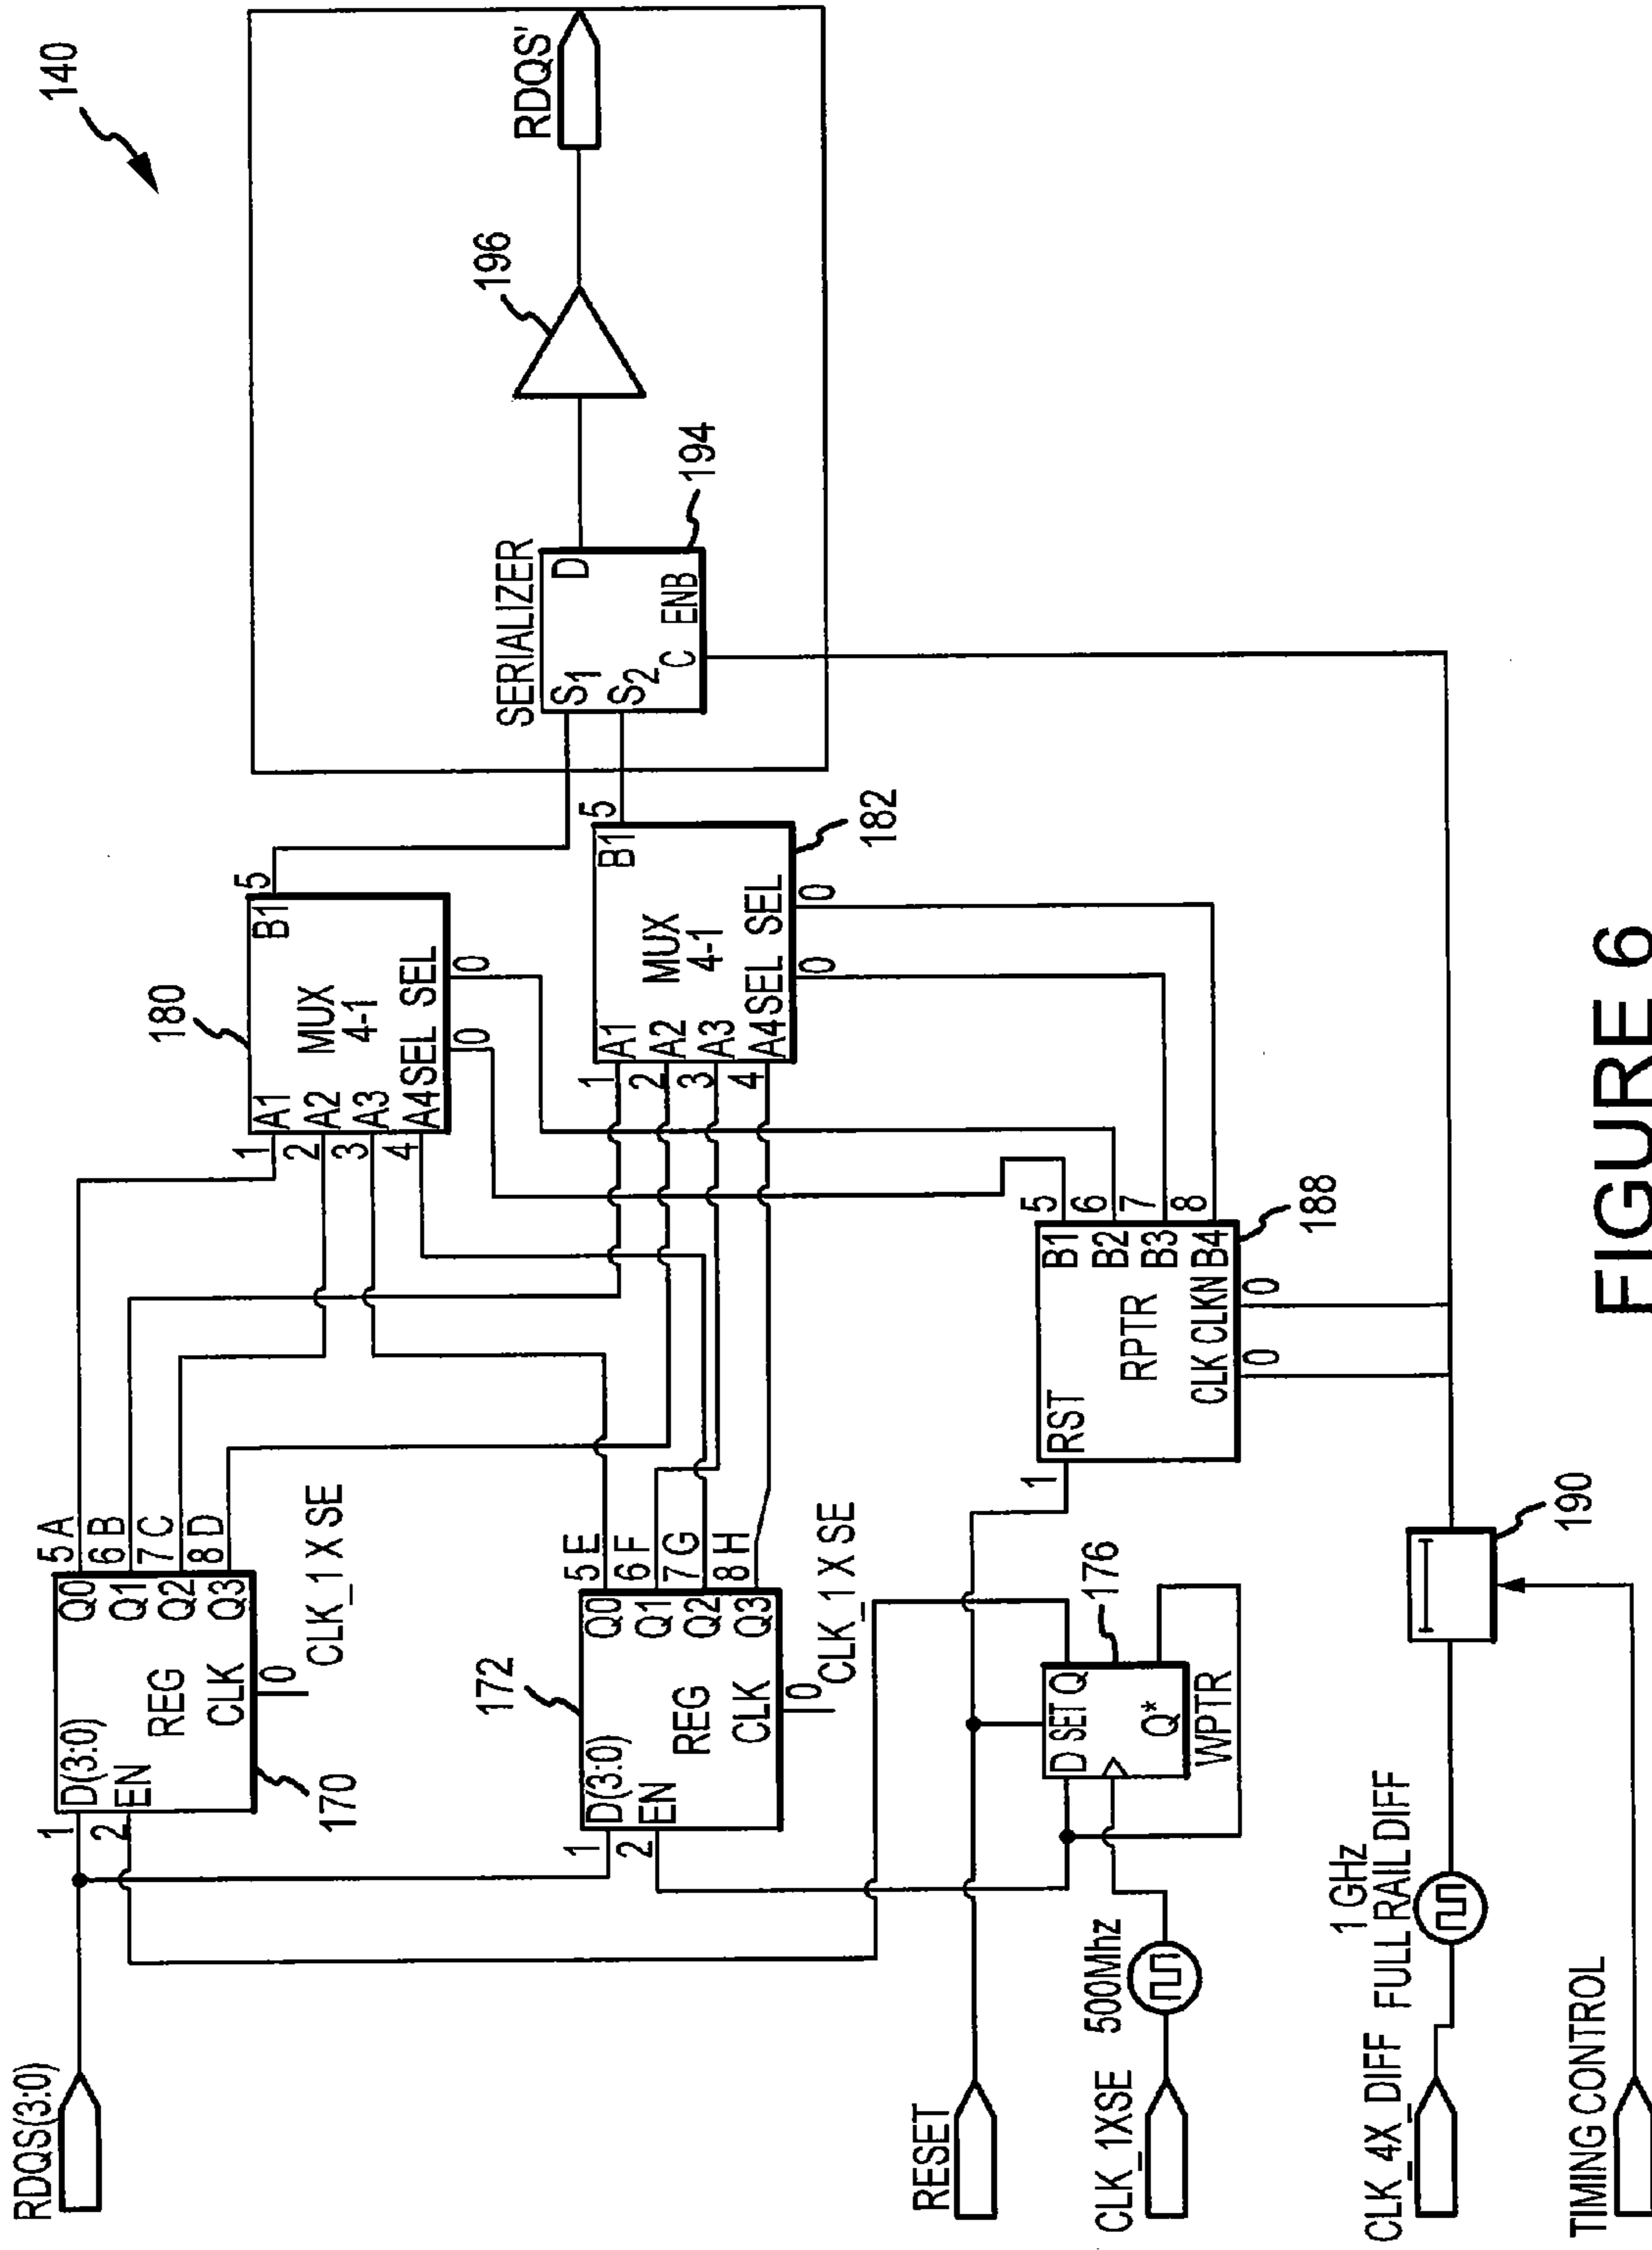 140
RDQS(3:0)
1
2
D(3:0)
EN
REG
CLK
0
CLK_1 X SE
170
Q0
Q1
Q2
Q3
5 A
6 B
7 C
8 D
172
1
2
D(3:0)
EN
REG
CLK
0
CLK_1 X SE
Q0
Q1
Q2
Q3
5 E
6 F
7 G
8 H
180
1
2
3
4
A1
A2
A3
A4
MUX
4-1
SEL SEL
0
0
B1
5
1
2
3
4
A1
A2
A3
A4
MUX
4-1
SEL SEL
0
0
B1
5
182
SERIALIZER
S1
S2
C
ENB
D
194
196
RDQS'
RESET
CLK_1XSE
500Mhz
D SET Q
Q*
WPTR
176
1
RST
RPTR
CLK CLKN
0
0
B1
B2
B3
B4
5
6
7
8
188
CLK_4X_DIFF
1 GHz
FULL RAIL DIFF
190
TIMING CONTROL
FIGURE 6